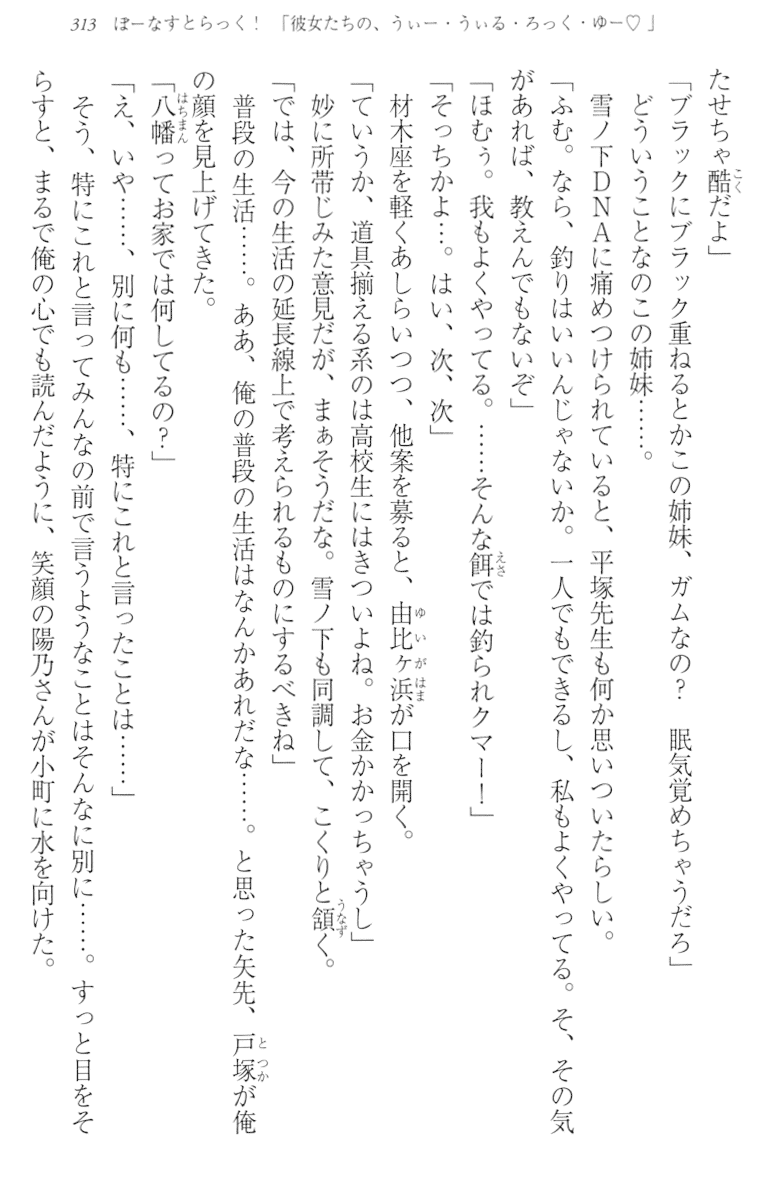 313 ぼーなすとらっく！ 「彼女たちの、うぃー・うぃる・ろっく・ゆー♡」
たせちゃ酷だよ」
「ブラックにブラック重ねるとかこの姉妹、ガムなの？　眠気覚めちゃうだろ」
どういうことなのこの姉妹……。
雪ノ下ＤＮＡに痛めつけられていると、平塚先生も何か思いついたらしい。
「ふむ。なら、釣りはいいんじゃないか。一人でもできるし、私もよくやってる。そ、その気
があれば、教えんでもないぞ」
「ほむぅ。我もよくやってる。……そんな餌では釣られクマー！」
「そっちかよ…。はい、次、次」
材木座を軽くあしらいつつ、他案を募ると、由比ヶ浜が口を開く。
「ていうか、道具揃える系のは高校生にはきついよね。お金かかっちゃうし」
妙に所帯じみた意見だが、まぁそうだな。雪ノ下も同調して、こくりと頷く。
「では、今の生活の延長線上で考えられるものにするべきね」
普段の生活……。ああ、俺の普段の生活はなんかあれだな……。と思った矢先、戸塚が俺
の顔を見上げてきた。
「八幡ってお家では何してるの？」
「え、いや……、別に何も……、特にこれと言ったことは……」
そう、特にこれと言ってみんなの前で言うようなことはそんなに別に……。すっと目をそ
らすと、まるで俺の心でも読んだように、笑顔の陽乃さんが小町に水を向けた。